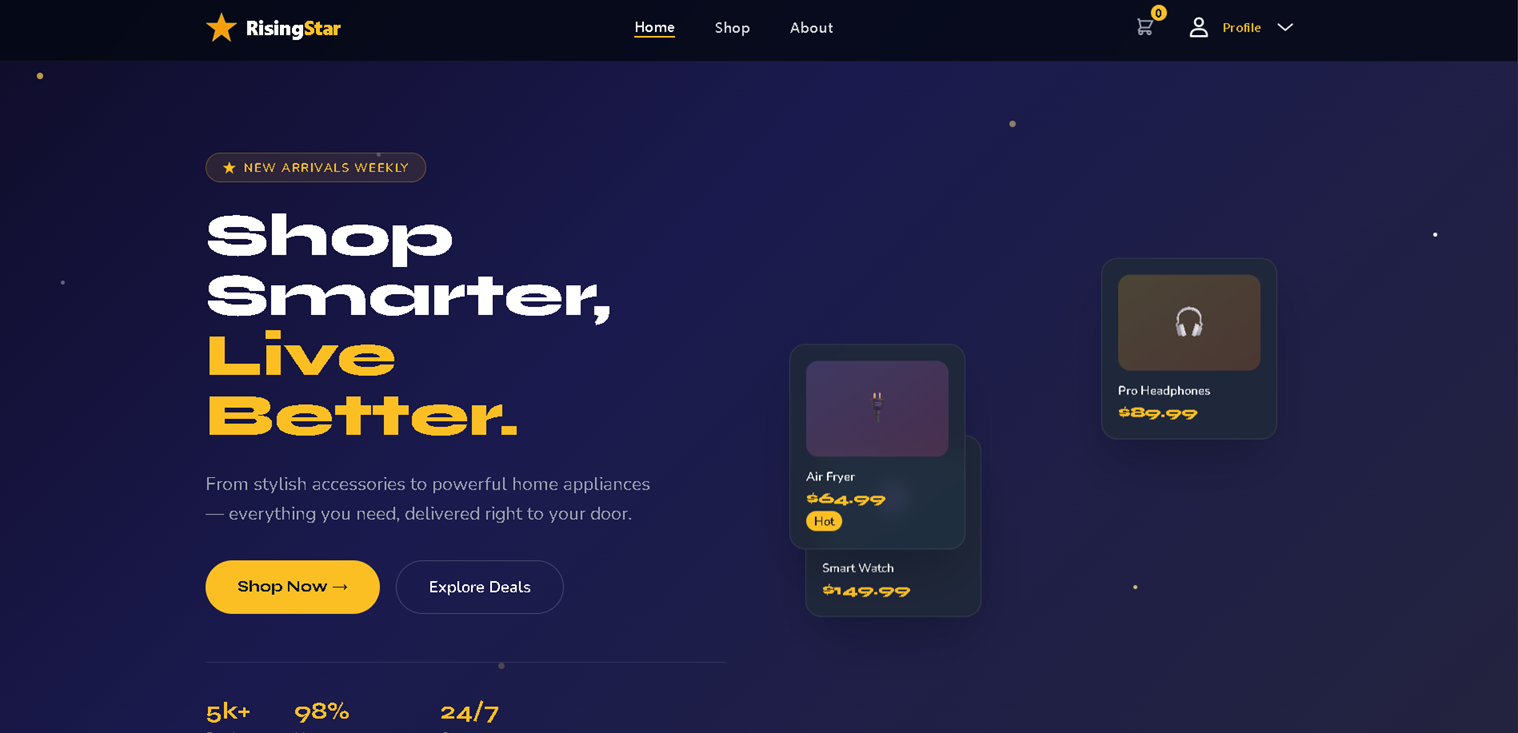 RisingStar
Home
Shop
About
0
Profile
NEW ARRIVALS WEEKLY
Shop
Smarter,
Live
Better.
From stylish accessories to powerful home appliances
— everything you need, delivered right to your door.
Shop Now →
Explore Deals
5k+
98%
24/7
Air Fryer
$64.99
Hot
Smart Watch
$149.99
Pro Headphones
$89.99